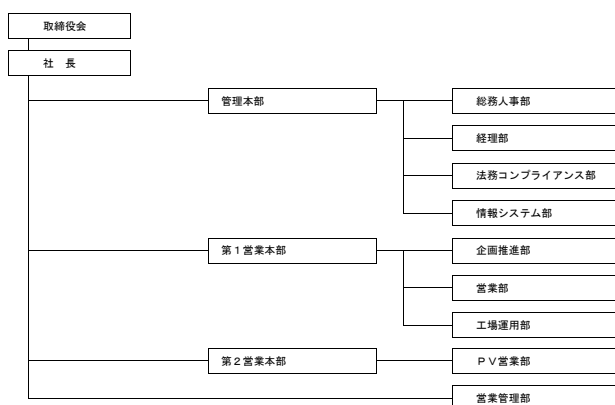 取締役会
社　長
管理本部
総務人事部
経理部
法務コンプライアンス部
情報システム部
第１営業本部
企画推進部
営業部
工場運用部
第２営業本部
ＰＶ営業部
営業管理部